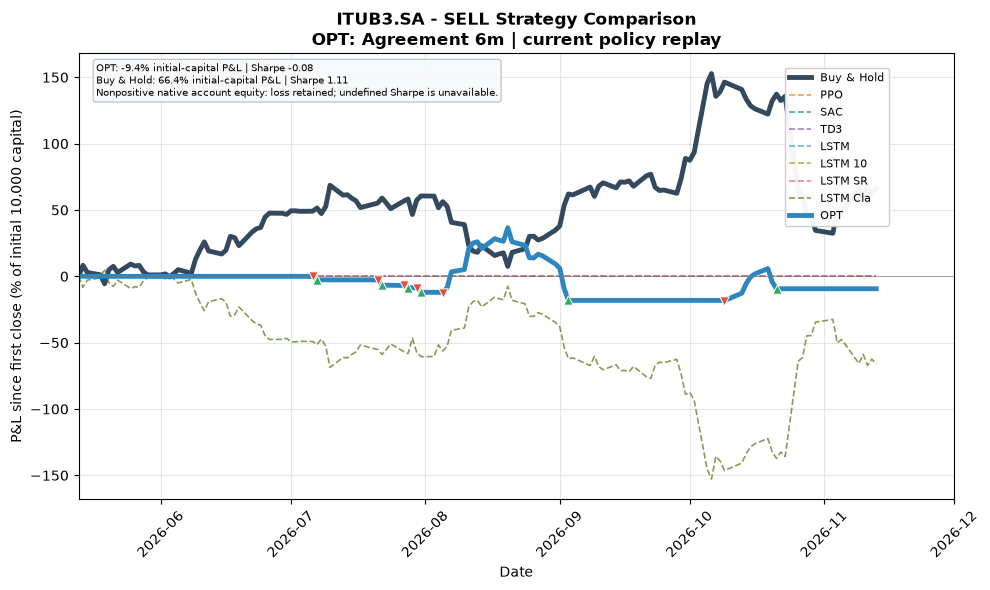 ITUB3.SA - SELL Strategy Comparison
OPT: Agreement 6m | current policy replay
OPT: -9.4% initial-capital P&L | Sharpe -0.08
Buy & Hold: 66.4% initial-capital P&L | Sharpe 1.11
Nonpositive native account equity: loss retained; undefined Sharpe is unavailable.
Buy & Hold
PPO
SAC
TD3
LSTM
LSTM 10
LSTM SR
LSTM Cla
OPT
P&L since first close (% of initial 10,000 capital)
150
100
50
0
−50
−100
−150
2026-06
2026-07
2026-08
2026-09
2026-10
2026-11
2026-12
Date